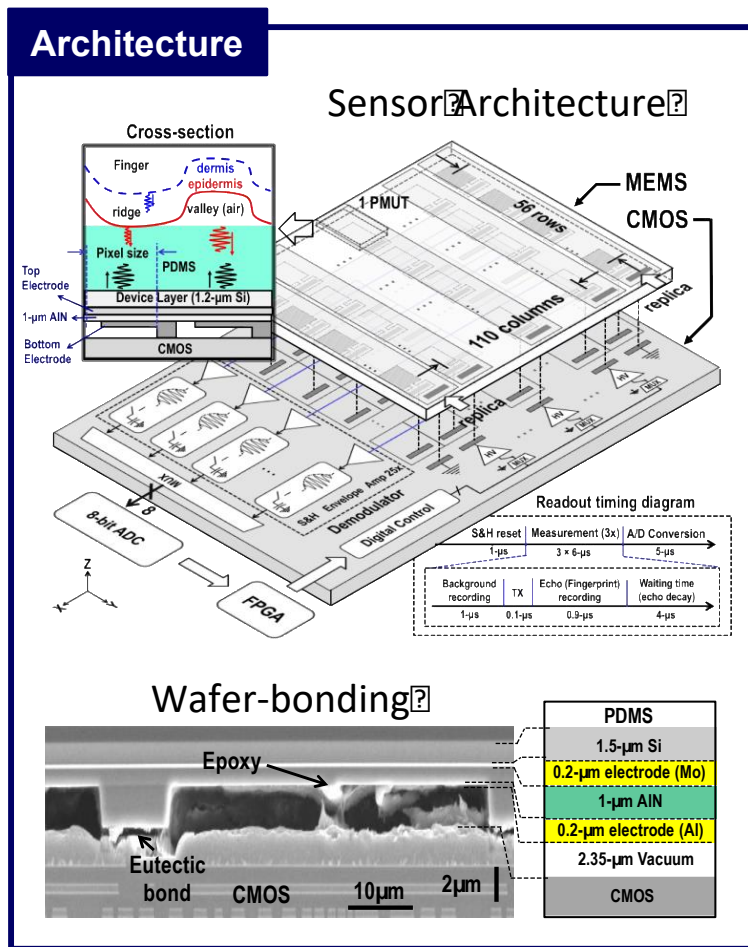 Architecture
Sensor Architecture
Cross-section
Finger
dermis
epidermis
ridge
valley (air)
Pixel size
PDMS
Top
Electrode
Device Layer (1.2-μm Si)
1-μm AlN
Bottom
Electrode
CMOS
1 PMUT
56 rows
110 columns
MEMS
CMOS
replica
replica
HV
HV
HV
MUX
MUX
MUX
S&H Envelope Amp 25x
Demodulator
MUX
8
8-bit ADC
FPGA
Digital Control
Z
X
Y
Readout timing diagram
S&H reset
Measurement (3x)
A/D Conversion
1-μs
3 × 6-μs
5-μs
Background
recording
TX
Echo (Fingerprint)
recording
Waiting time
(echo decay)
1-μs
0.1-μs
0.9-μs
4-μs
Wafer-bonding
Epoxy
Eutectic
bond
CMOS
10μm
2μm
PDMS
1.5-μm Si
0.2-μm electrode (Mo)
1-μm AlN
0.2-μm electrode (Al)
2.35-μm Vacuum
CMOS